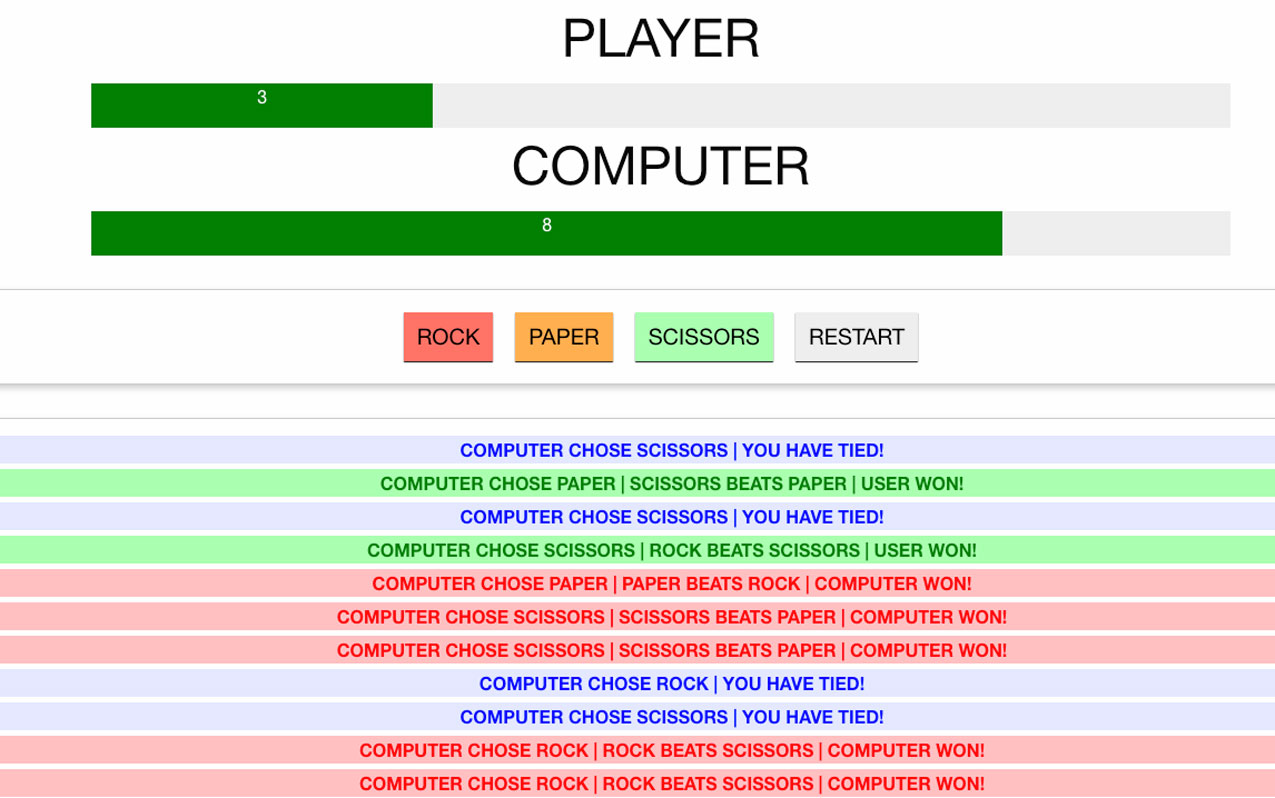 PLAYER
3
COMPUTER
8
ROCK PAPER SCISSORS RESTART
COMPUTER CHOSE SCISSORS | YOU HAVE TIED!
COMPUTER CHOSE PAPER | SCISSORS BEATS PAPER | USER WON!
COMPUTER CHOSE SCISSORS | YOU HAVE TIED!
COMPUTER CHOSE SCISSORS | ROCK BEATS SCISSORS | USER WON!
COMPUTER CHOSE PAPER | PAPER BEATS ROCK | COMPUTER WON!
COMPUTER CHOSE SCISSORS | SCISSORS BEATS PAPER | COMPUTER WON!
COMPUTER CHOSE SCISSORS | SCISSORS BEATS PAPER | COMPUTER WON!
COMPUTER CHOSE ROCK | YOU HAVE TIED!
COMPUTER CHOSE SCISSORS | YOU HAVE TIED!
COMPUTER CHOSE ROCK | ROCK BEATS SCISSORS | COMPUTER WON!
COMPUTER CHOSE ROCK | ROCK BEATS SCISSORS | COMPUTER WON!